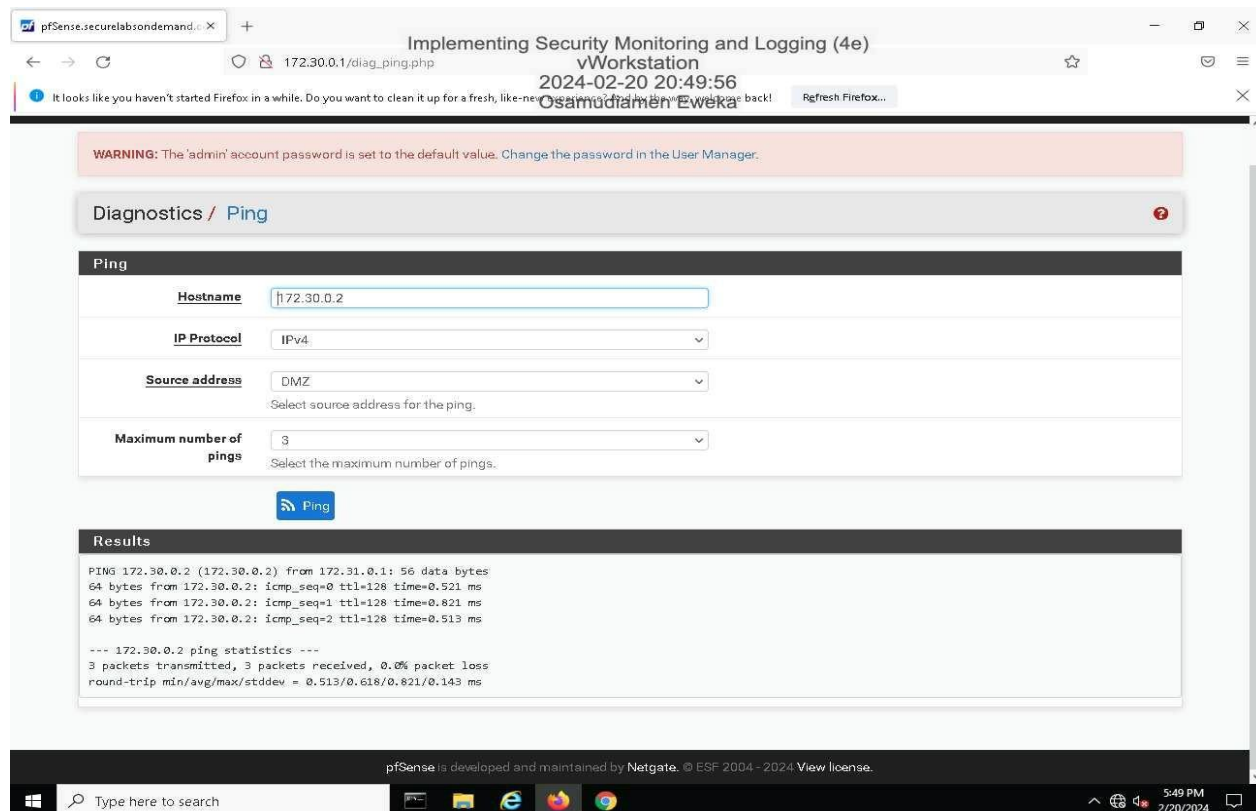 pfSense.securelabsondemand.c
Implementing Security Monitoring and Logging (4e)
172.30.0.1/diag_ping.php
vWorkstation
2024-02-20 20:49:56
It looks like you haven't started Firefox in a while. Do you want to clean it up for a fresh, like-new experience? And by the way, welcome back!
Refresh Firefox...
Osamudiamen Eweka
WARNING: The 'admin' account password is set to the default value. Change the password in the User Manager.
Diagnostics / Ping
Ping
Hostname
172.30.0.2
IP Protocol
IPv4
Source address
DMZ
Select source address for the ping.
Maximum number of pings
3
Select the maximum number of pings.
Ping
Results
PING 172.30.0.2 (172.30.0.2) from 172.31.0.1: 56 data bytes
64 bytes from 172.30.0.2: icmp_seq=0 ttl=128 time=0.521 ms
64 bytes from 172.30.0.2: icmp_seq=1 ttl=128 time=0.821 ms
64 bytes from 172.30.0.2: icmp_seq=2 ttl=128 time=0.513 ms
--- 172.30.0.2 ping statistics ---
3 packets transmitted, 3 packets received, 0.0% packet loss
round-trip min/avg/max/stddev = 0.513/0.618/0.821/0.143 ms
pfSense is developed and maintained by Netgate. © ESF 2004 - 2024 View license.
Type here to search
5:49 PM
2/20/2024